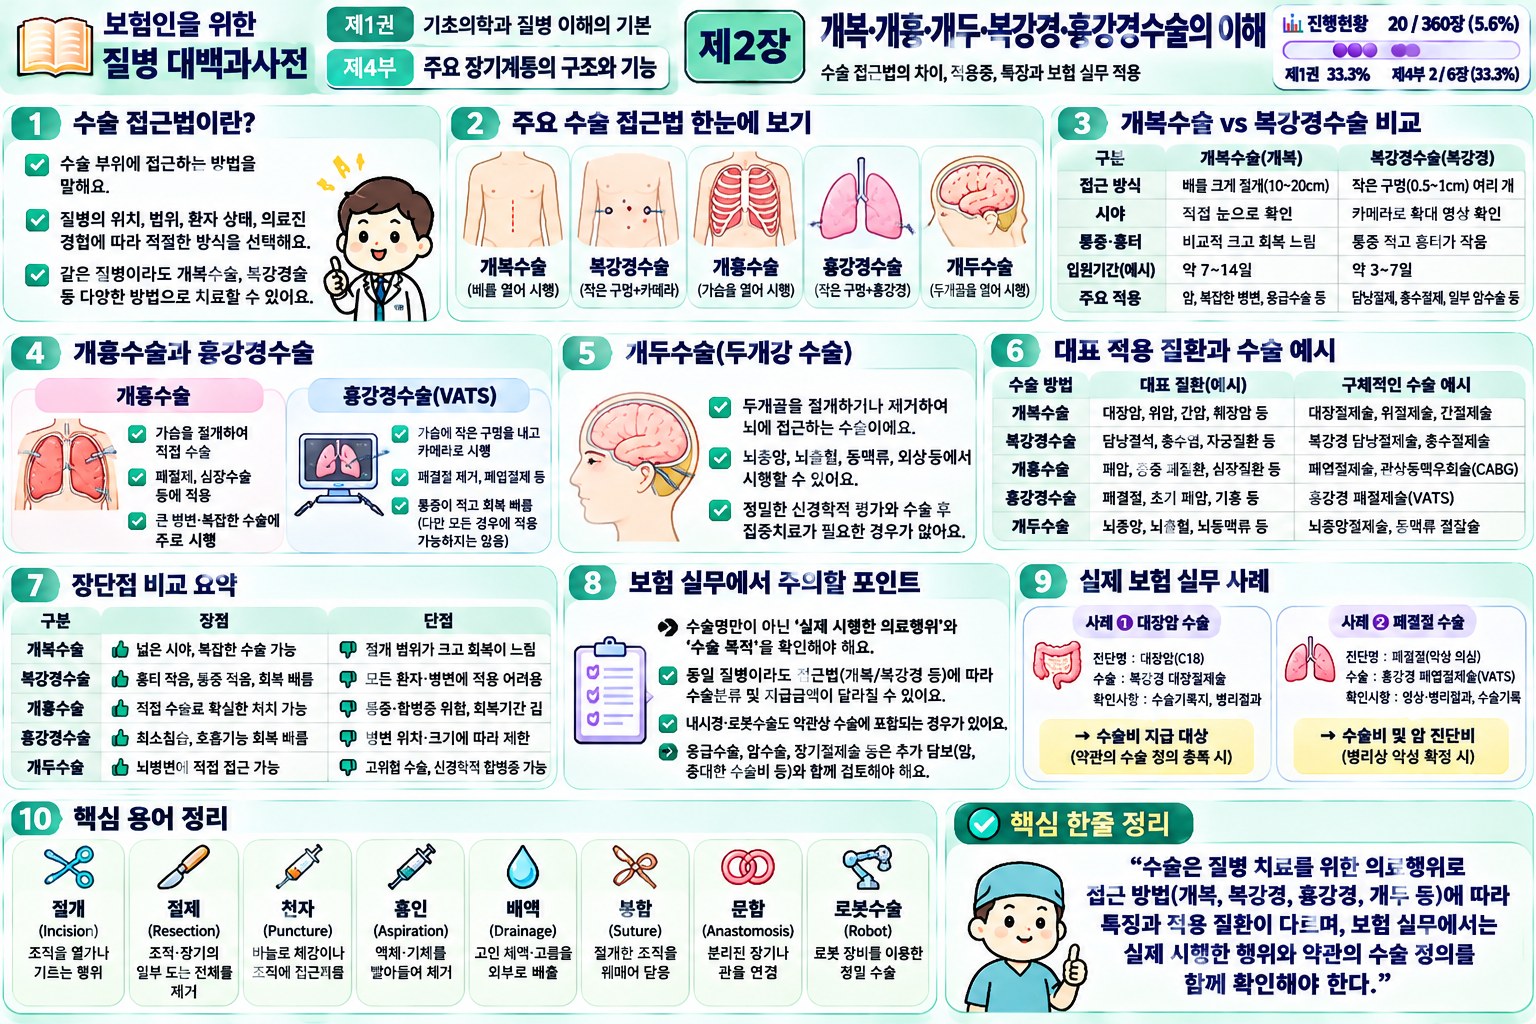 보험인을 위한
질병 대백과사전
제1권 기초의학과 질병 이해의 기본
제4부 주요 장기계통의 구조와 기능
제2장
개복·개흉·개두·복강경·흉강경수술의 이해
수술 접근법의 차이, 적용중, 특장과 보험 실무 적용
진행현황 20 / 360장 (5.6%)
제1권 33.3% 제4부 2 / 6장 (33.3%)
1 수술 접근법이란?
수술 부위에 접근하는 방법을
말해요.
질병의 위치, 범위, 환자 상태, 의료진
경험에 따라 적절한 방식을 선택해요.
같은 질병이라도 개복수술, 복강경술
등 다양한 방법으로 치료할 수 있어요.
2 주요 수술 접근법 한눈에 보기
개복수술
(베를 열어 시행)
복강경수술
(작은 구멍+카메라)
개흉수술
(가슴을 열어 시행)
흉강경수술
(작은 구멍+흉강경)
개두수술
(두개골을 열어 시행)
3 개복수술 vs 복강경수술 비교
구분 개복수술(개복) 복강경수술(복강경)
접근 방식 배를 크게 절개(10~20cm) 작은 구멍(0.5~1cm) 여러 개
시야 직접 눈으로 확인 카메라로 확대 영상 확인
통중·흉터 비교적 크고 회복 느림 통중 적고 흉터가 작음
입원기간(예시) 약 7~14일 약 3~7일
주요 적용 암, 복잡한 병변, 응급수술 등 담낭절제, 충수절제, 일부 암수술 등
4 개흉수술과 흉강경수술
개흉수술
가슴을 절개하여
직접 수술
폐절제, 심장수술
등에 적용
큰 병변·복잡한 수술에
주로 시행
흉강경수술(VATS)
가슴에 작은 구멍을 내고
카메라로 시행
폐결절 제거, 폐엽절제 등
통증이 적고 회복 빠름
(다만 모든 경우에 적용
가능하지는 않음)
5 개두수술(두개강 수술)
두개골을 절개하거나 제거하여
뇌에 접근하는 수술이에요.
뇌종양, 뇌출혈, 동맥류, 외상 등에서
시행할 수 있어요.
정밀한 신경학적 평가와 수술 후
집중치료가 필요한 경우가 많아요.
6 대표 적용 질환과 수술 예시
수술 방법 대표 질환(예시) 구체적인 수술 예시
개복수술 대장암, 위암, 간암, 췌장암 등 대장절제술, 위절제술, 간절제술
복강경수술 담낭결석, 충수염, 자궁질환 등 복강경 담낭절제술, 충수절제술
개흉수술 폐암, 폐질환, 심장질환 등 폐엽절제술, 관상동맥우회술(CABG)
흉강경수술 폐결절, 초기 폐암, 기흉 등 흉강경 폐절제술(VATS)
개두수술 뇌종양, 뇌출혈, 뇌동맥류 등 뇌종양절제술, 동맥류 절찰술
7 장단점 비교 요약
구분 장점 단점
개복수술 넓은 시야, 복잡한 수술 가능 절개 범위가 크고 회복이 느림
복강경수술 흉터 작음, 통증 적음, 회복 빠름 모든 환자·병변에 적용 어려움
개흉수술 직접 수술로 확실한 처치 가능 통증·합병증 위험, 회복기간 김
흉강경수술 최소침습, 호흡기능 회복 빠름 병변 위치·크기에 따라 제한
개두수술 뇌병변에 직접 접근 가능 고위험 수술, 신경학적 합병증 가능
8 보험 실무에서 주의할 포인트
수술명만이 아닌 '실제 시행한 의료행위'와
'수술 목적'을 확인해야 해요.
동일 질병이라도 접근법(개복/복강경 등)에 따라
수술분류 및 지급금액이 달라질 수 있어요.
내시경·로봇수술도 약관상 수술에 포함되는 경우가 있어요.
응급수술, 암수술, 장기절제술 등은 추가 담보(암,
중대한 수술비 등)와 함께 검토해야 해요.
9 실제 보험 실무 사례
사례 1 대장암 수술
진단명 : 대장암(C18)
수술 : 복강경 대장절제술
확인사항 : 수술기록지, 병리결과
→ 수술비 지급 대상
(약관의 수술 정의 충족 시)
사례 2 폐결절 수술
진단명 : 폐결절(악상 의심)
수술 : 흉강경 폐엽절제술(VATS)
확인사항 : 영상·병리결과, 수술기록
→ 수술비 및 암 진단비
(병리상 악성 확정 시)
10 핵심 용어 정리
절개
(Incision)
조직을 열거나
기르는 행위
절제
(Resection)
조적·장기의
일부 또는 전체를
제거
천자
(Puncture)
바늘로 체강이나
조직에 접근
흡인
(Aspiration)
액체·기체를
빨아들여 제거
배액
(Drainage)
고인 체액·고름을
외부로 배출
봉합
(Suture)
절개한 조직을
꿰매어 닫응
문합
(Anastomosis)
분리된 장기나
관을 연결
로봇수술
(Robot)
로봇 장비를 이용한
정밀 수술
핵심 한줄 정리
“수술은 질병 치료를 위한 의료행위로
접근 방법(개복, 복강경, 흉강경, 개두 등)에 따라
특징과 적용 질환이 다르며, 보험 실무에서는
실제 시행한 행위와 약관의 수술 정의를
함께 확인해야 한다.”